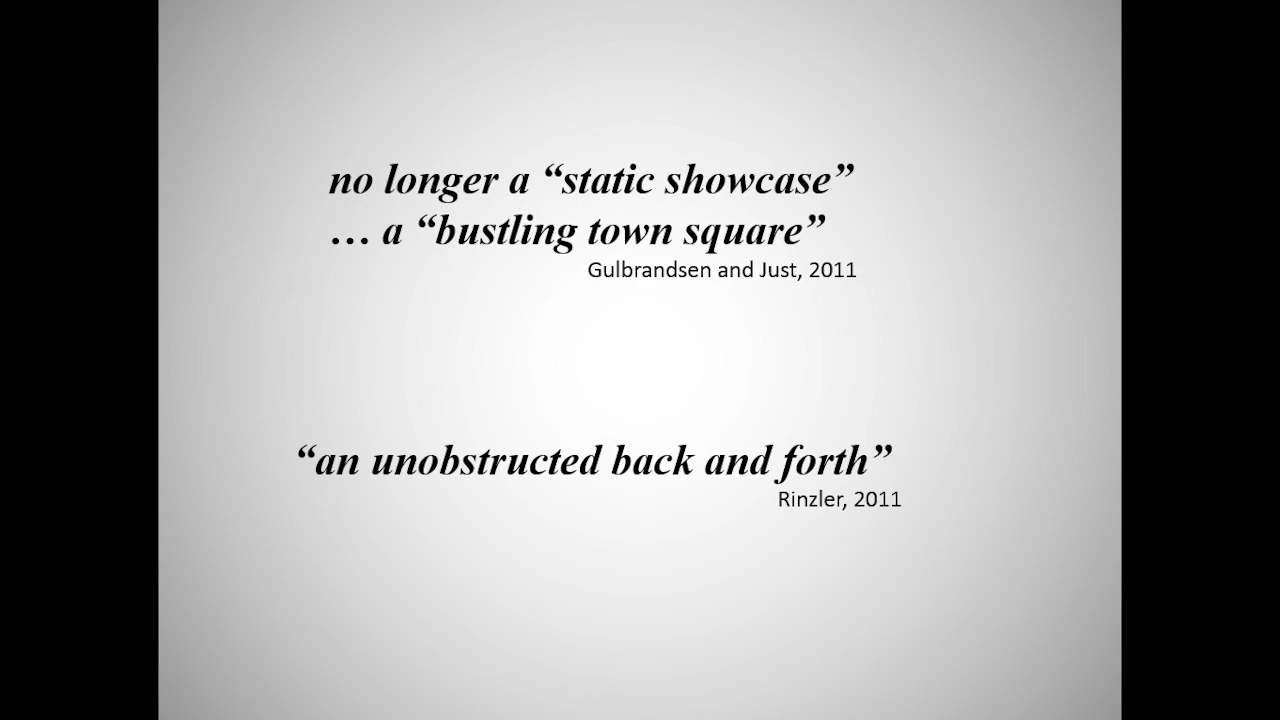 no longer a “static showcase”
… a “bustling town square”
Gulbrandsen and Just, 2011
“an unobstructed back and forth”
Rinzler, 2011